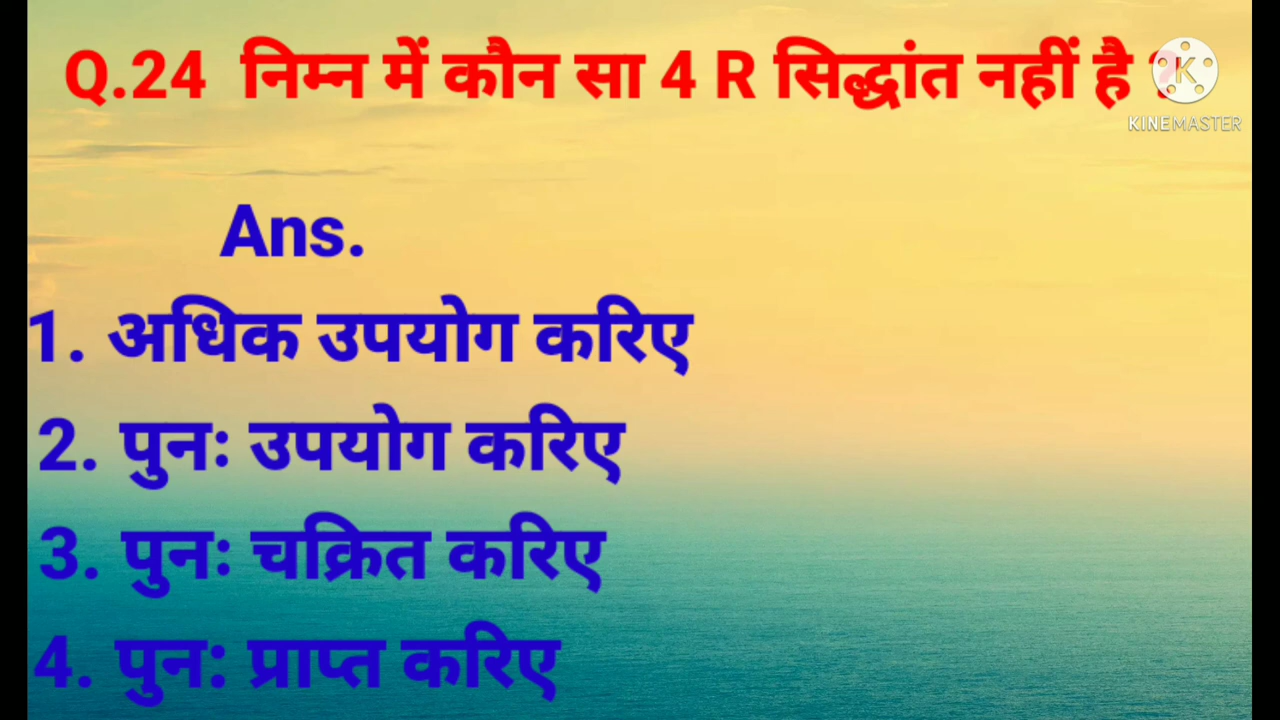 Q.24 निम्न में कौन सा 4 R सिद्धांत नहीं है ?
KINEMASTER
Ans.
1. अधिक उपयोग करिए
2. पुनः उपयोग करिए
3. पुनः चक्रित करिए
4. पुन: प्राप्त करिए